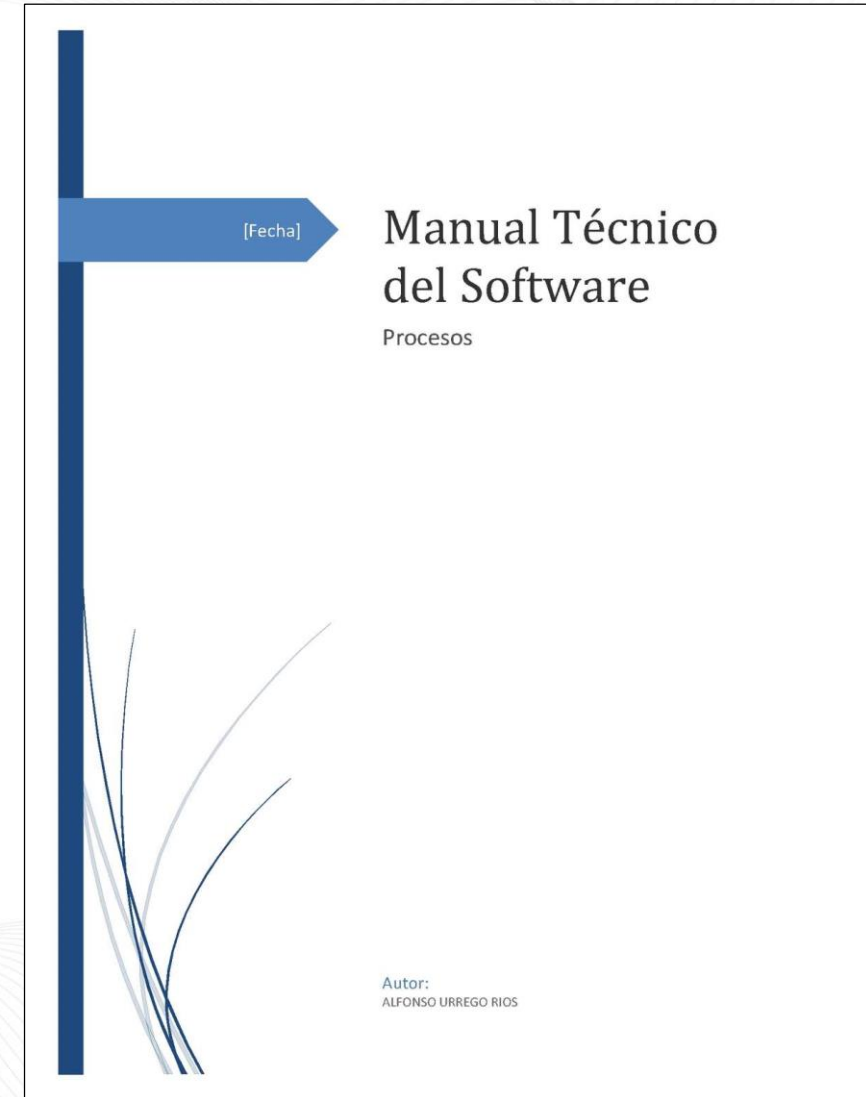 [Fecha]
Manual Técnico
del Software
Procesos
Autor:
ALFONSO URREGO RIOS